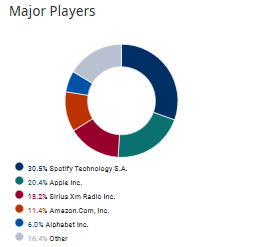 Major Players
30.5% Spotify Technology S.A.
20.4% Apple Inc.
15.2% Sirius Xm Radio Inc.
11.4% Amazon.Com, Inc.
6.0% Alphabet Inc.
16.4% Other